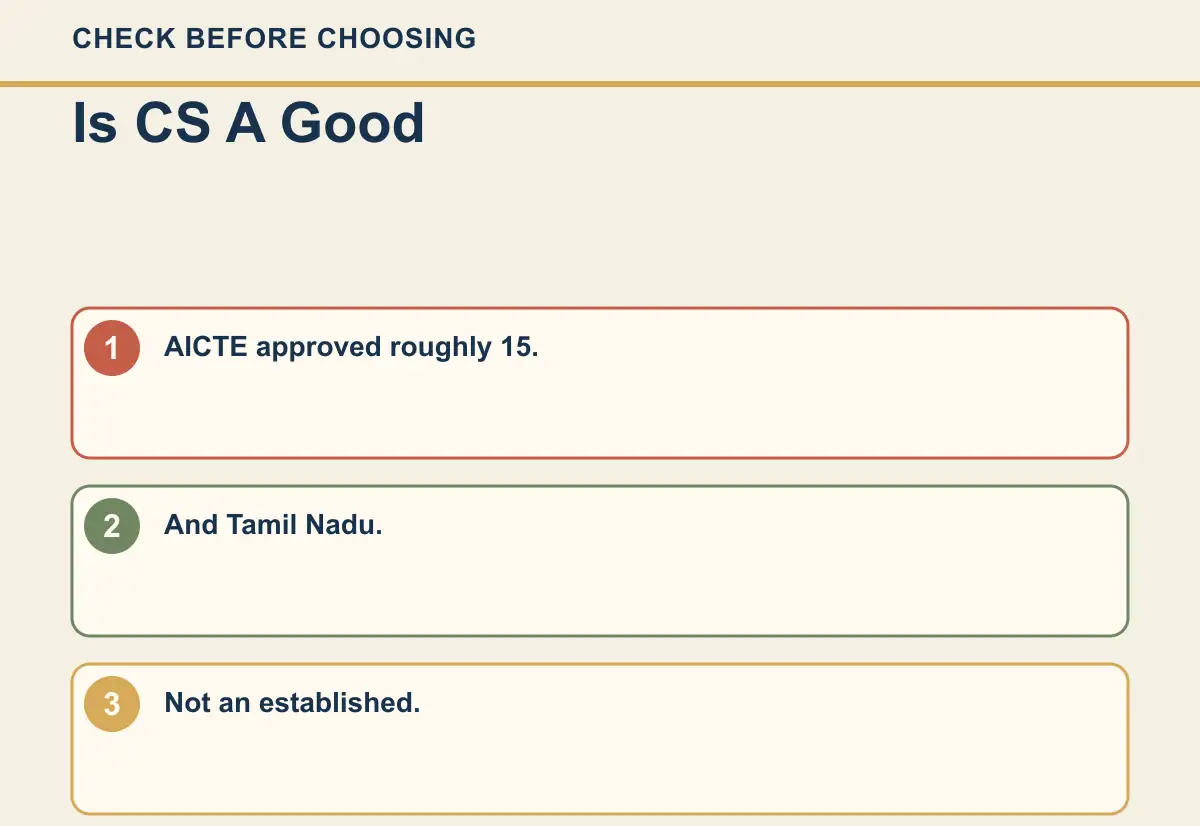 CHECK BEFORE CHOOSING
Is CS A Good
1 AICTE approved roughly 15.
2 And Tamil Nadu.
3 Not an established.